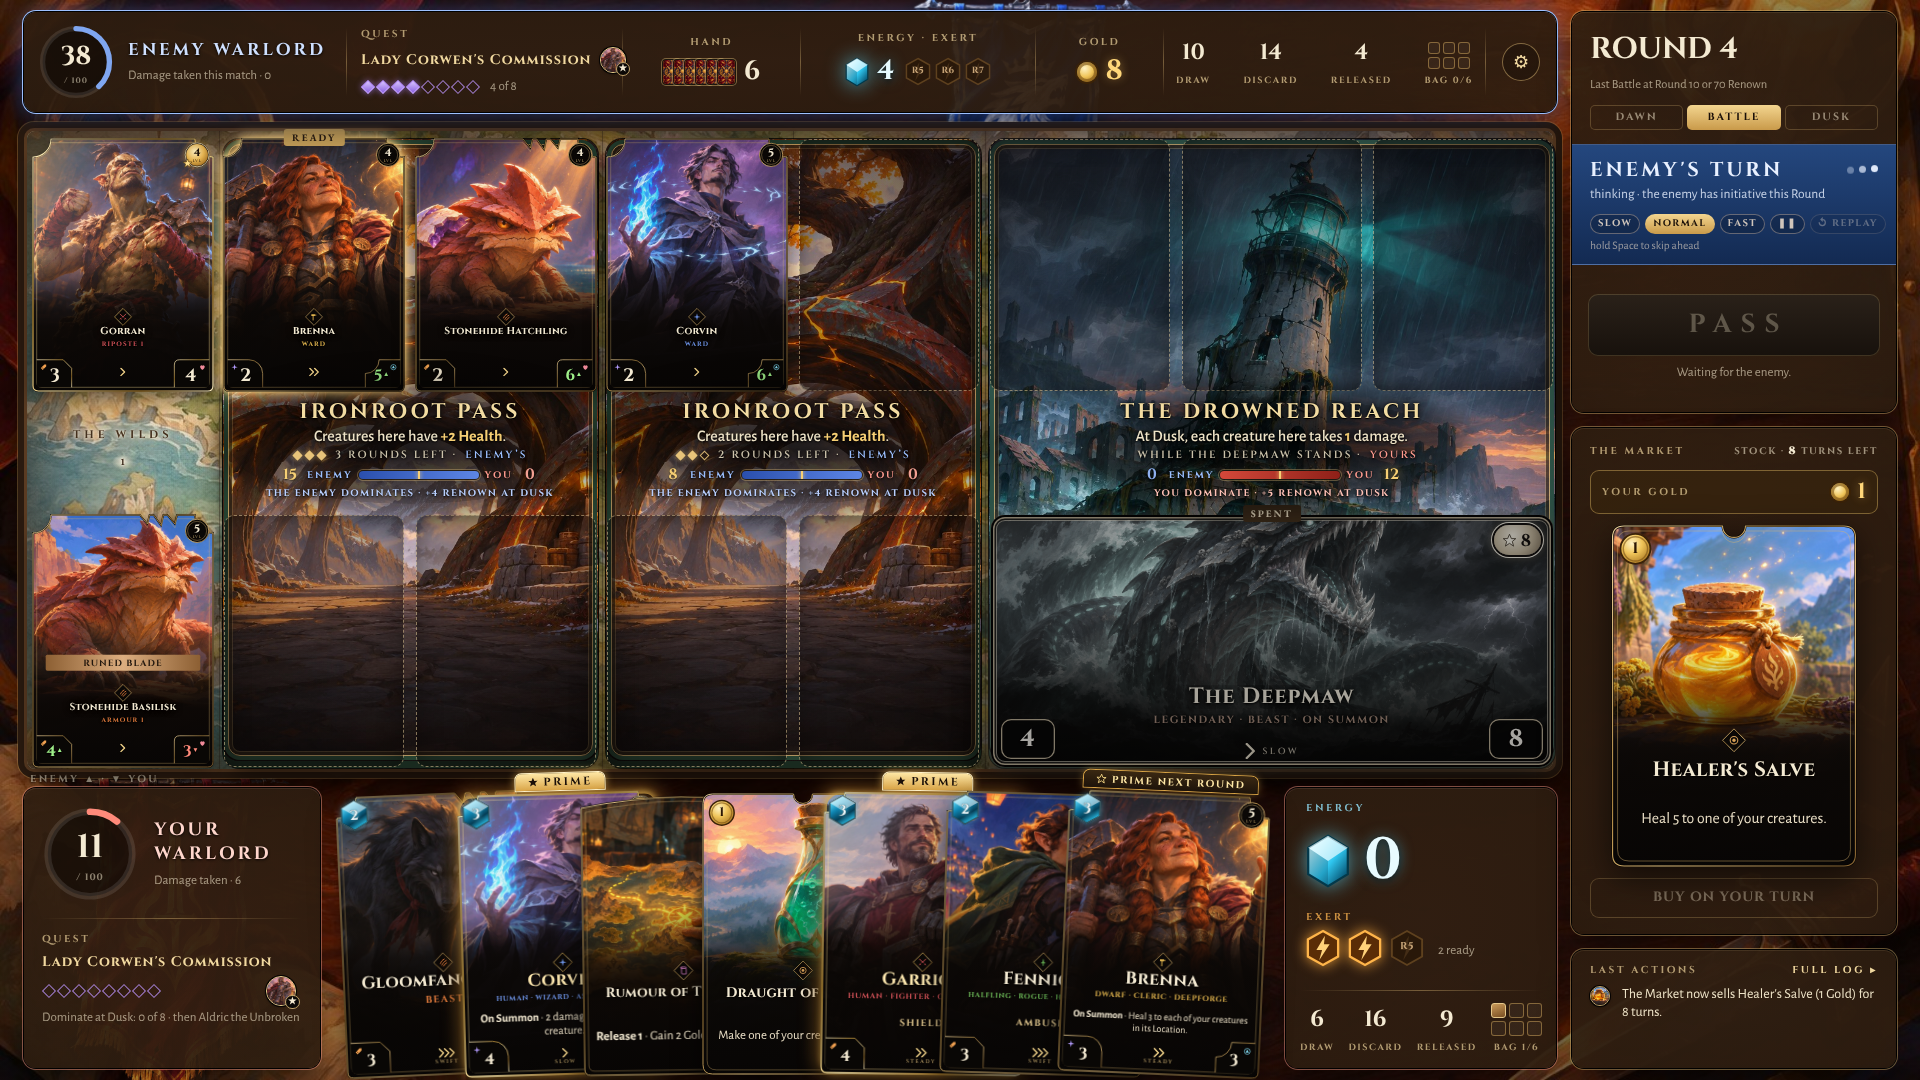 38
/ 100
ENEMY WARLORD
Damage taken this match · 0
QUEST
LADY CORWEN'S COMMISSION
4 of 8
HAND
6
ENERGY · EXERT
4
R5
R6
R7
GOLD
8
10
DRAW
14
DISCARD
4
RELEASED
BAG 0/6
ROUND 4
Last Battle at Round 10 or 70 Renown
DAWN
BATTLE
DUSK
ENEMY'S TURN
thinking · the enemy has initiative this Round
SLOW
NORMAL
FAST
REPLAY
hold Space to skip ahead
PASS
Waiting for the enemy.
READY
4
GORRAN
RIPOSTE 1
3
4
4
BRENNA
WARD
2
5
4
STONEHIDE HATCHLING
2
6
5
CORVIN
WARD
2
6
THE WILDS
1
IRONROOT PASS
Creatures here have +2 Health.
3 ROUNDS LEFT · ENEMY'S
15 ENEMY YOU 0
THE ENEMY DOMINATES · +4 RENOWN AT DUSK
IRONROOT PASS
Creatures here have +2 Health.
2 ROUNDS LEFT · ENEMY'S
8 ENEMY YOU 0
THE ENEMY DOMINATES · +4 RENOWN AT DUSK
THE DROWNED REACH
At Dusk, each creature here takes 1 damage.
WHILE THE DEEPMAW STANDS · YOURS
0 ENEMY YOU 12
YOU DOMINATE · +5 RENOWN AT DUSK
5
RUNED BLADE
STONEHIDE BASILISK
ARMOUR 1
4
3
SPENT
8
THE DEEPMAW
LEGENDARY · BEAST · ON SUMMON
4
SLOW
8
ENEMY
YOU
THE MARKET
STOCK · 8 TURNS LEFT
YOUR GOLD
1
1
HEALER'S SALVE
Heal 5 to one of your creatures.
BUY ON YOUR TURN
LAST ACTIONS
FULL LOG
The Market now sells Healer's Salve (1 Gold) for
8 turns.
11
/ 100
YOUR
WARLORD
Damage taken · 6
QUEST
LADY CORWEN'S COMMISSION
Dominate at Dusk: 0 of 8 · then Aldric the Unbroken
2
GLOOMFAN
BEAST
3
SWIFT
PRIME
3
CORVI
HUMAN · WIZARD · A
On Summon · 2 damag
creature
4
SLOW
RUMOUR OF T
Release 1 · Gain 2 Gol
1
DRAUGHT OF
Make one of your cre
PRIME
3
GARRI
HUMAN · FIGHTER ·
SHIELD
4
STEADY
2
FENNI
HALFLING · ROGUE ·
AMBUS
3
SWIFT
PRIME NEXT ROUND
3
5
BRENNA
DWARF · CLERIC · DEEPFORGE
On Summon · Heal 3 to each of your creatures
in its Location.
3
STEADY
3
ENERGY
0
EXERT
R5
2 ready
6
DRAW
16
DISCARD
9
RELEASED
BAG 1/6